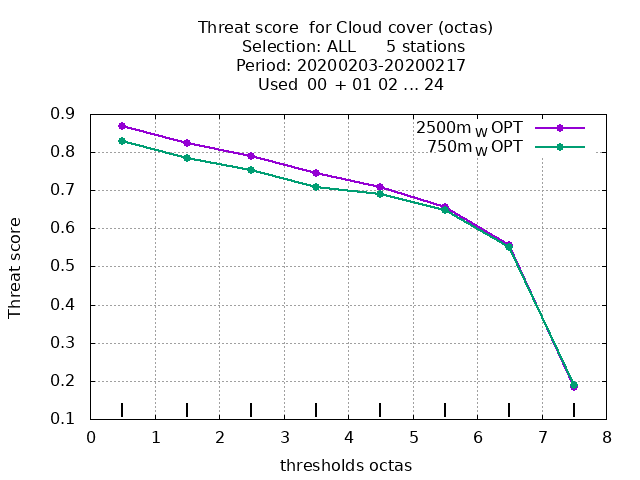 Threat score  for Cloud cover (octas)
Selection: ALL      5 stations
Period: 20200203-20200217
Used  00  + 01 02 ... 24
2500m_W OPT
750m_W OPT
0.9
0.8
0.7
0.6
0.5
0.4
0.3
0.2
0.1
Threat score
0 1 2 3 4 5 6 7 8
thresholds octas